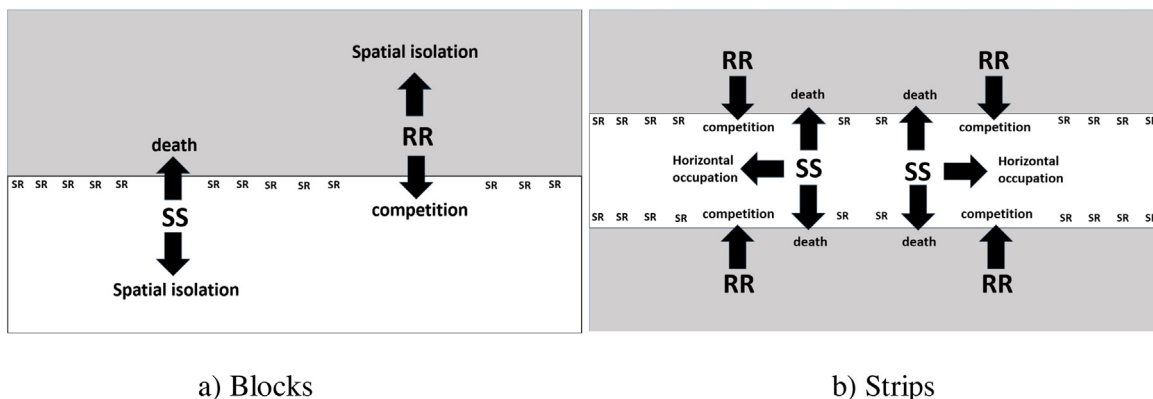 Spatial isolation
RR
death
SR SR SR SR SR SR SR SR SR SR SR SR SR SR
SS
competition
Spatial isolation
a) Blocks
RR RR
death death
SR SR SR SR competition SR SR competition SR SR SR SR
Horizontal occupation SS SS Horizontal occupation
SR SR SR SR competition SR SR competition SR SR SR SR
death death
RR RR
b) Strips